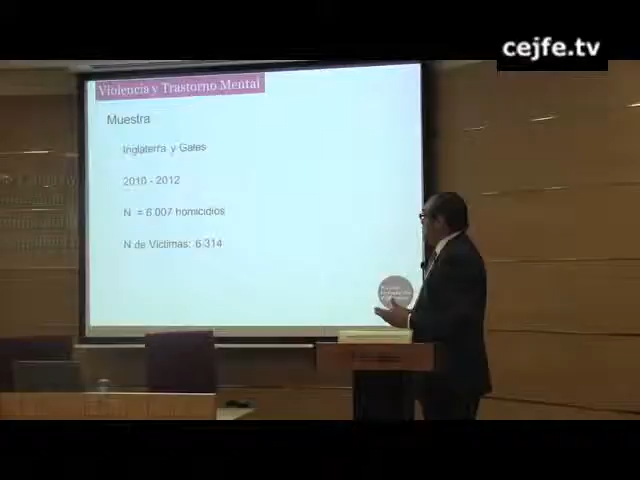 cejfe.tv
Violencia y Trastorno Mental
Muestra
Inglaterra y Gales
2010 - 2012
N = 6.007 homicidios
N de Víctimas: 6.314